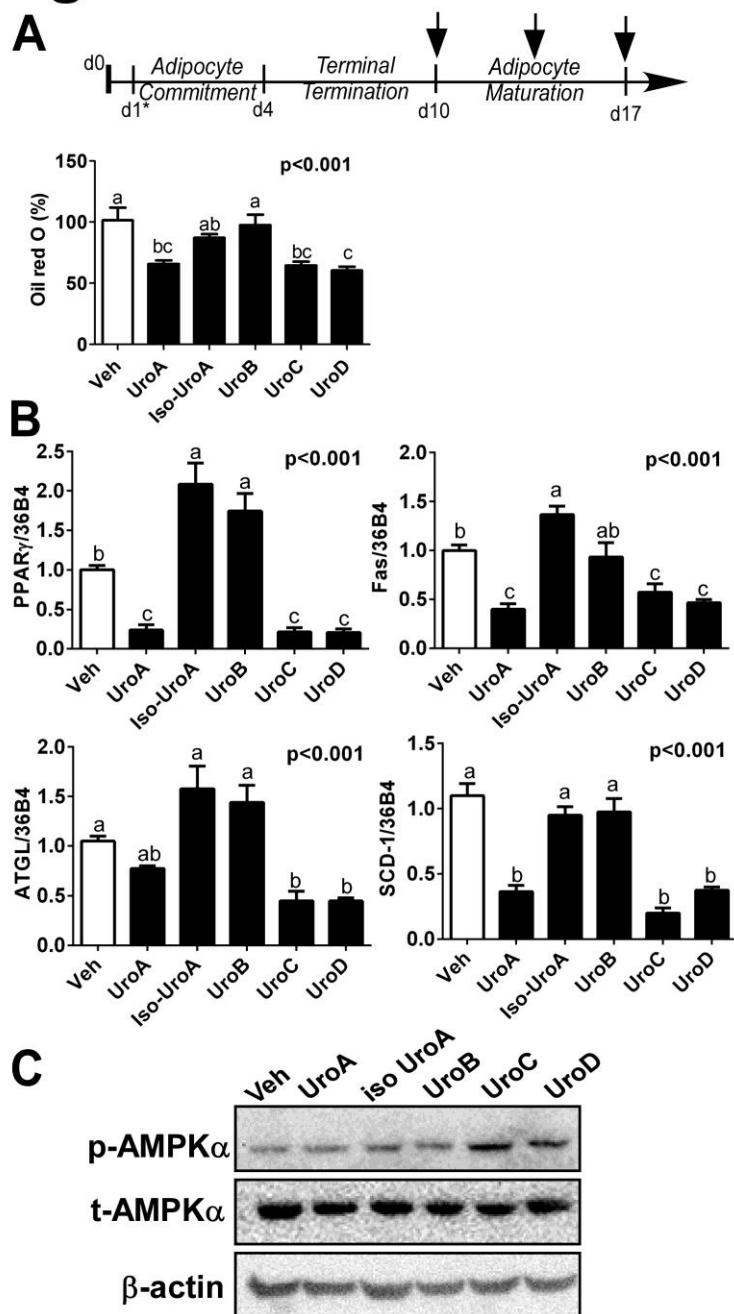 A
d0
Adipocyte Terminal Adipocyte
Commitment Termination Maturation
d1* d4 d10 d17
p<0.001
Oil red O (%)
150
100
50
0
a bc ab a bc c
Veh UroA Iso-UroA UroB UroC UroD
B
p<0.001
PPARγ/36B4
2.5
2.0
1.5
1.0
0.5
0.0
b c a a c c
Veh UroA Iso-UroA UroB UroC UroD
p<0.001
Fas/36B4
2.0
1.5
1.0
0.5
0.0
b c a ab c c
Veh UroA Iso-UroA UroB UroC UroD
p<0.001
ATGL/36B4
2.0
1.5
1.0
0.5
0.0
a ab a a b b
Veh UroA Iso-UroA UroB UroC UroD
p<0.001
SCD-1/36B4
1.5
1.0
0.5
0.0
a b a a b b
Veh UroA Iso-UroA UroB UroC UroD
C
Veh UroA iso UroA UroB UroC UroD
p-AMPKα
t-AMPKα
β-actin